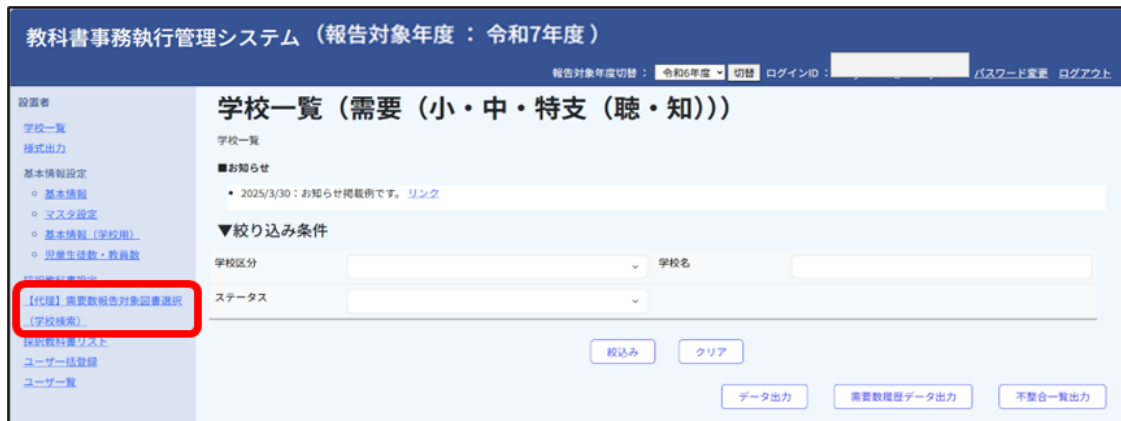 教科書事務執行管理システム（報告対象年度 ： 令和7年度 ）
報告対象年度切替： 令和6年度 切替 ログインID： パスワード変更 ログアウト
設置者
学校一覧
様式出力
基本情報設定
基本情報
マスタ設定
基本情報（学校用）
児童生徒数・教員数
採択教科書設定
【代理】需要数報告対象図書選択
（学校検索）
採択教科書リスト
ユーザー括登録
ユーザ一覧
学校一覧（需要（小・中・特支（聴・知）））
学校一覧
■お知らせ
• 2025/3/30：お知らせ掲載例です。 リンク
▼絞り込み条件
学校区分
学校名
ステータス
絞込み クリア
データ出力 需要数履歴データ出力 不整合一覧出力